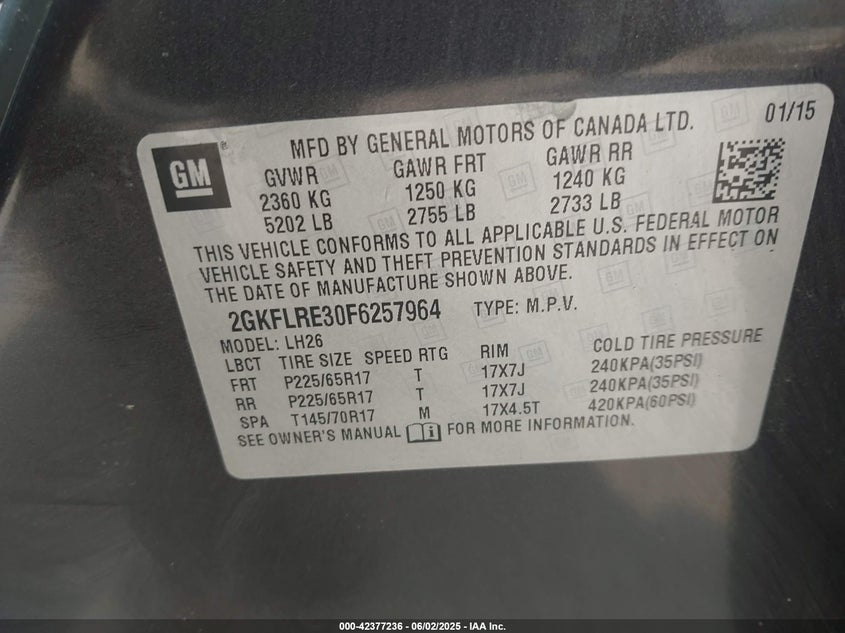 GM
MFD BY GENERAL MOTORS OF CANADA LTD.
01/15
GVWR GAWR FRT GAWR RR
2360 KG 1250 KG 1240 KG
5202 LB 2755 LB 2733 LB
THIS VEHICLE CONFORMS TO ALL APPLICABLE U.S. FEDERAL MOTOR
VEHICLE SAFETY AND THEFT PREVENTION STANDARDS IN EFFECT ON
THE DATE OF MANUFACTURE SHOWN ABOVE.
2GKFLRE30F6257964 TYPE: M.P.V.
MODEL: LH26
LBCT TIRE SIZE SPEED RTG RIM COLD TIRE PRESSURE
FRT P225/65R17 T 17X7J 240KPA(35PSI)
RR P225/65R17 T 17X7J 240KPA(35PSI)
SPA T145/70R17 M 17X4.5T 420KPA(60PSI)
SEE OWNER'S MANUAL FOR MORE INFORMATION.
000-42377236 - 06/02/2025 - IAA Inc.